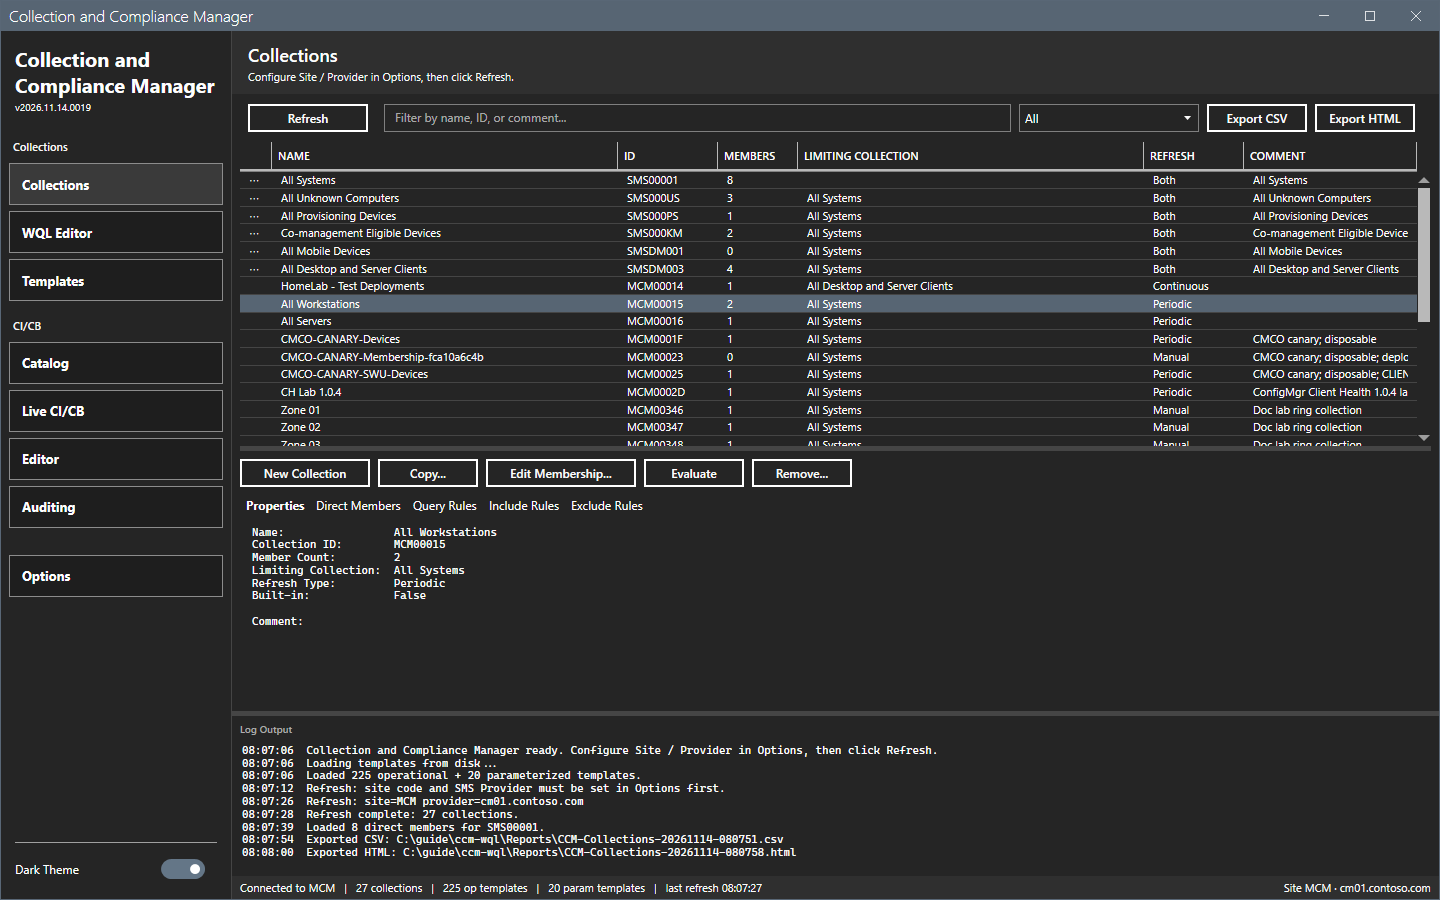 Collection and Compliance Manager
Collection and
Compliance Manager
v2026.11.14.0019
Collections
Collections
WQL Editor
Templates
CI/CB
Catalog
Live CI/CB
Editor
Auditing
Options
Dark Theme
Collections
Configure Site / Provider in Options, then click Refresh.
Refresh
Filter by name, ID, or comment...
All
Export CSV
Export HTML
NAME ID MEMBERS LIMITING COLLECTION REFRESH COMMENT
... All Systems SMS00001 8 Both All Systems
... All Unknown Computers SMS000US 3 All Systems Both All Unknown Computers
... All Provisioning Devices SMS000PS 1 All Systems Both All Provisioning Devices
... Co-management Eligible Devices SMS000KM 2 All Systems Both Co-management Eligible Device
... All Mobile Devices SMSDM001 0 All Systems Both All Mobile Devices
... All Desktop and Server Clients SMSDM003 4 All Systems Both All Desktop and Server Clients
HomeLab - Test Deployments MCM00014 1 All Desktop and Server Clients Continuous
All Workstations MCM00015 2 All Systems Periodic
All Servers MCM00016 1 All Systems Periodic
CMCO-CANARY-Devices MCM0001F 1 All Systems Periodic CMCO canary; disposable
CMCO-CANARY-Membership-fca10a6c4b MCM00023 0 All Systems Manual CMCO canary; disposable; deplo
CMCO-CANARY-SWU-Devices MCM00025 1 All Systems Periodic CMCO canary; disposable; CLIEN
CH Lab 1.0.4 MCM0002D 1 All Systems Periodic ConfigMgr Client Health 1.0.4 la
Zone 01 MCM00346 1 All Systems Manual Doc lab ring collection
Zone 02 MCM00347 1 All Systems Manual Doc lab ring collection
Zone 03 MCM00348 1 All Systems Manual Doc lab ring collection
New Collection
Copy...
Edit Membership...
Evaluate
Remove...
Properties Direct Members Query Rules Include Rules Exclude Rules
Name: All Workstations
Collection ID: MCM00015
Member Count: 2
Limiting Collection: All Systems
Refresh Type: Periodic
Built-in: False
Comment:
Log Output
08:07:06 Collection and Compliance Manager ready. Configure Site / Provider in Options, then click Refresh.
08:07:06 Loading templates from disk...
08:07:06 Loaded 225 operational + 20 parameterized templates.
08:07:12 Refresh: site code and SMS Provider must be set in Options first.
08:07:26 Refresh: site=MCM provider=cm01.contoso.com
08:07:28 Refresh complete: 27 collections.
08:07:39 Loaded 8 direct members for SMS00001.
08:07:54 Exported CSV: C:\guide\ccm-wql\Reports\CCM-Collections-20261114-080751.csv
08:08:00 Exported HTML: C:\guide\ccm-wql\Reports\CCM-Collections-20261114-080758.html
Connected to MCM | 27 collections | 225 op templates | 20 param templates | last refresh 08:07:27
Site MCM · cm01.contoso.com